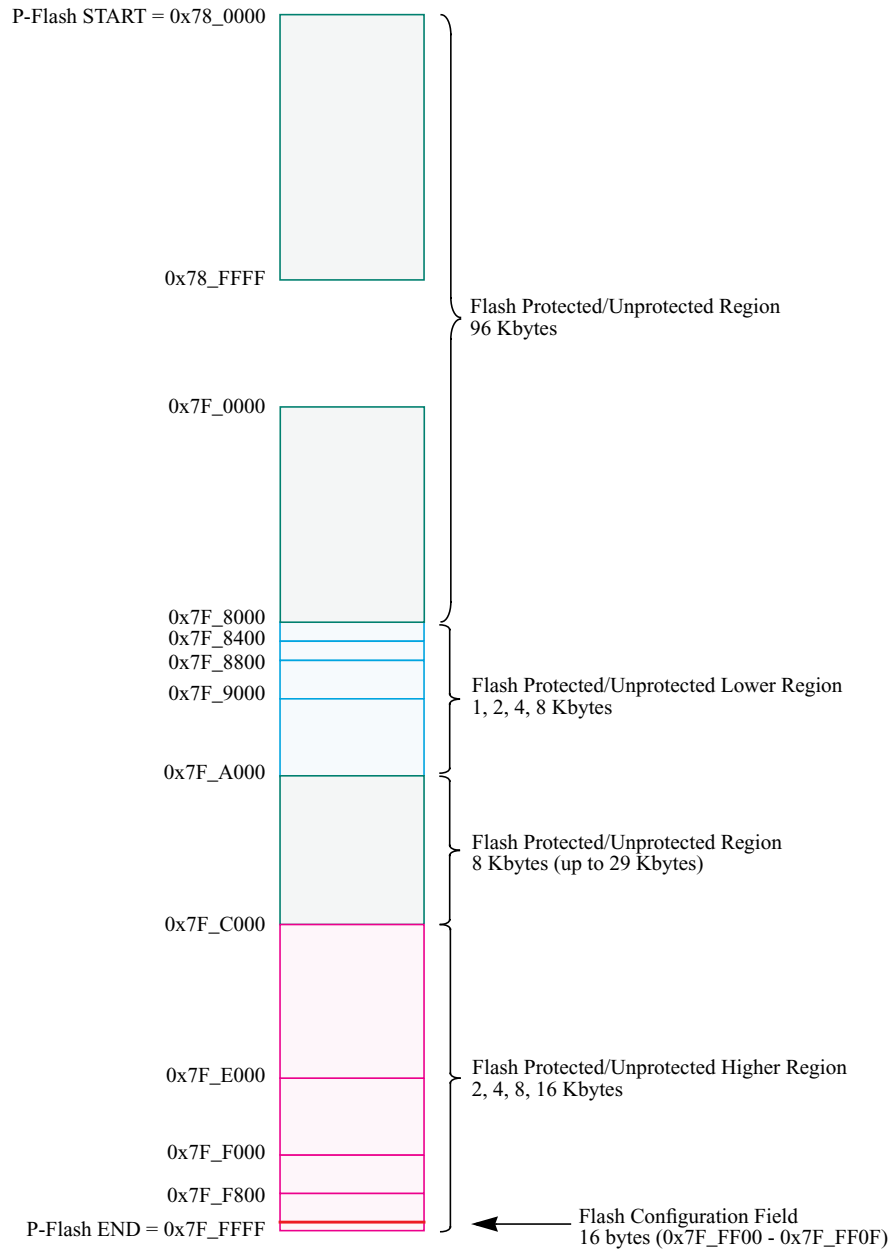 P-Flash START = 0x78_0000
0x78_FFFF
Flash Protected/Unprotected Region
96 Kbytes
0x7F_0000
0x7F_8000
0x7F_8400
0x7F_8800
0x7F_9000
Flash Protected/Unprotected Lower Region
1, 2, 4, 8 Kbytes
0x7F_A000
Flash Protected/Unprotected Region
8 Kbytes (up to 29 Kbytes)
0x7F_C000
0x7F_E000
Flash Protected/Unprotected Higher Region
2, 4, 8, 16 Kbytes
0x7F_F000
0x7F_F800
P-Flash END = 0x7F_FFFF
Flash Configuration Field
16 bytes (0x7F_FF00 - 0x7F_FF0F)